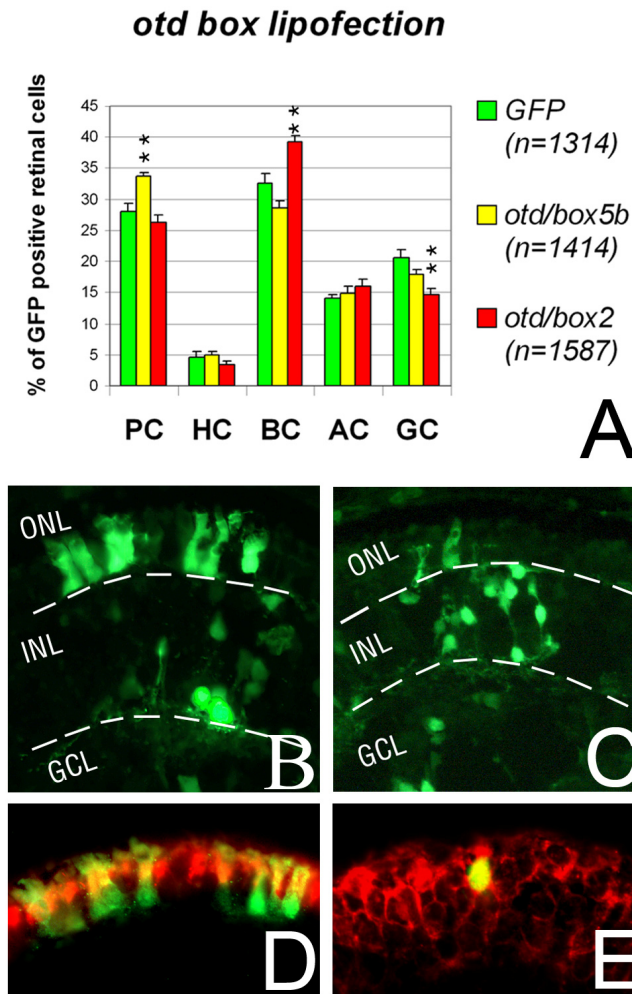 otd box lipofection
% of GFP positive retinal cells
45
40
35
30
25
20
15
10
5
0
**
**
**
PC HC BC AC GC
GFP
(n=1314)
otd/box5b
(n=1414)
otd/box2
(n=1587)
A
ONL
INL
GCL
B
ONL
INL
GCL
C
D
E